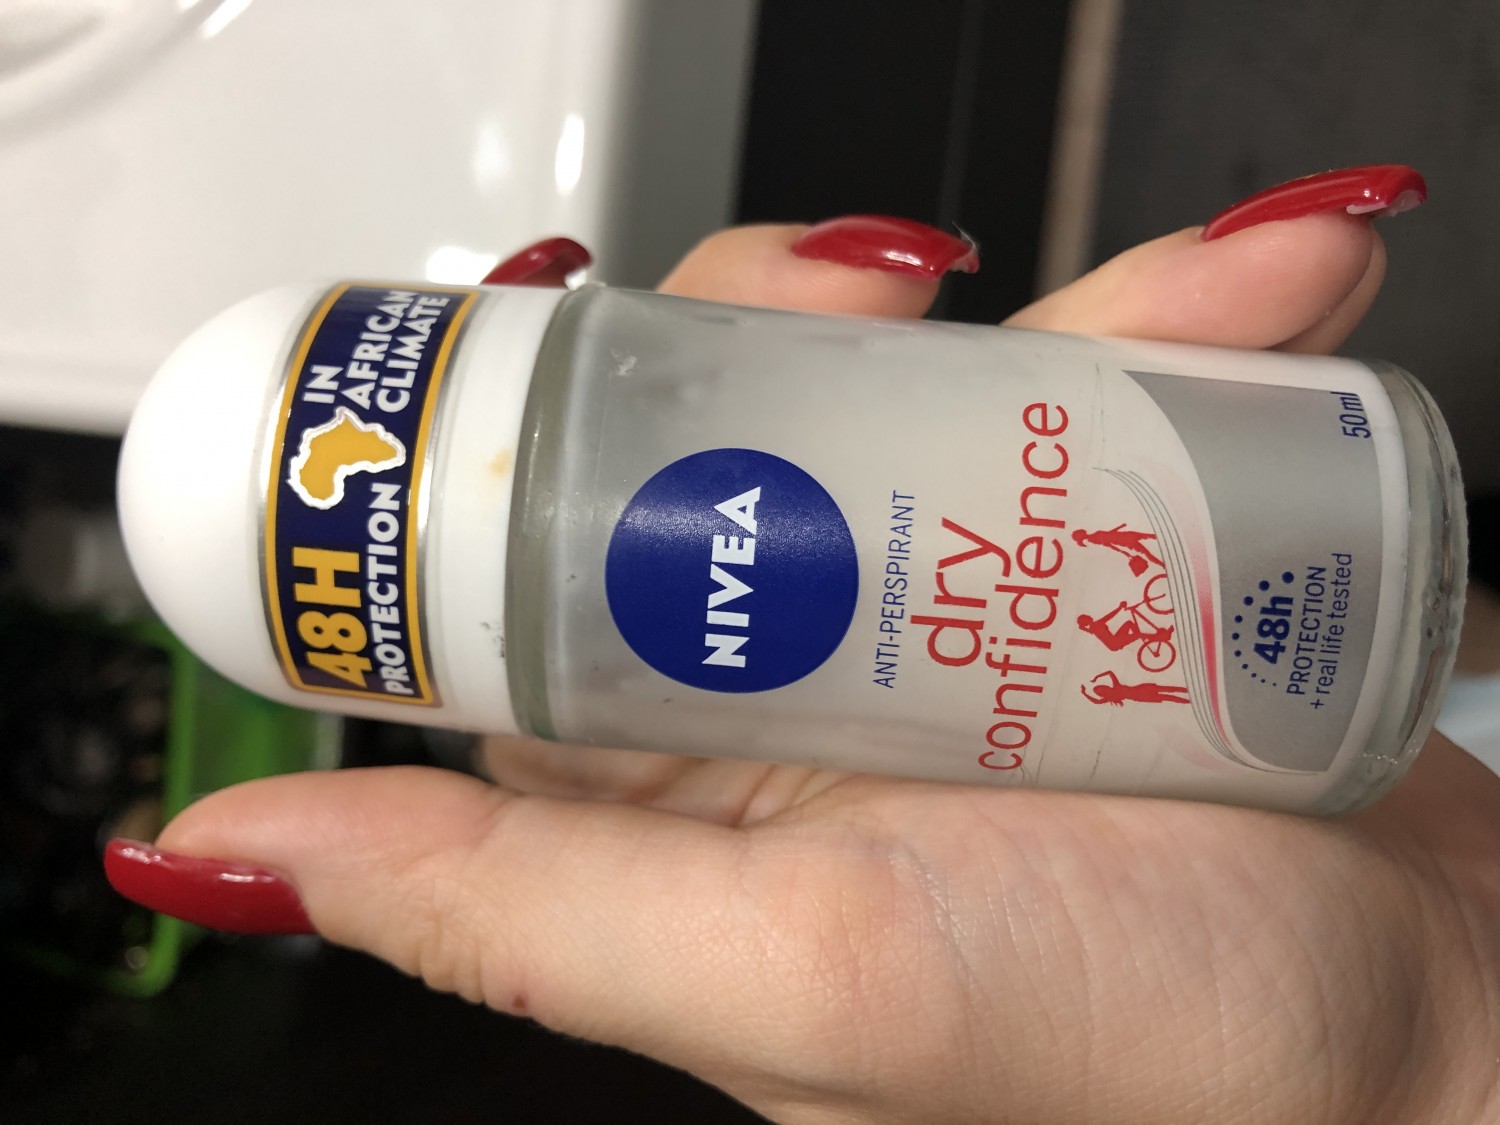 48H IN
PROTECTION AFRICAN
CLIMATE
NIVEA
ANTI-PERSPIRANT
dry
confidence
48h
PROTECTION
+ real life tested
50ml